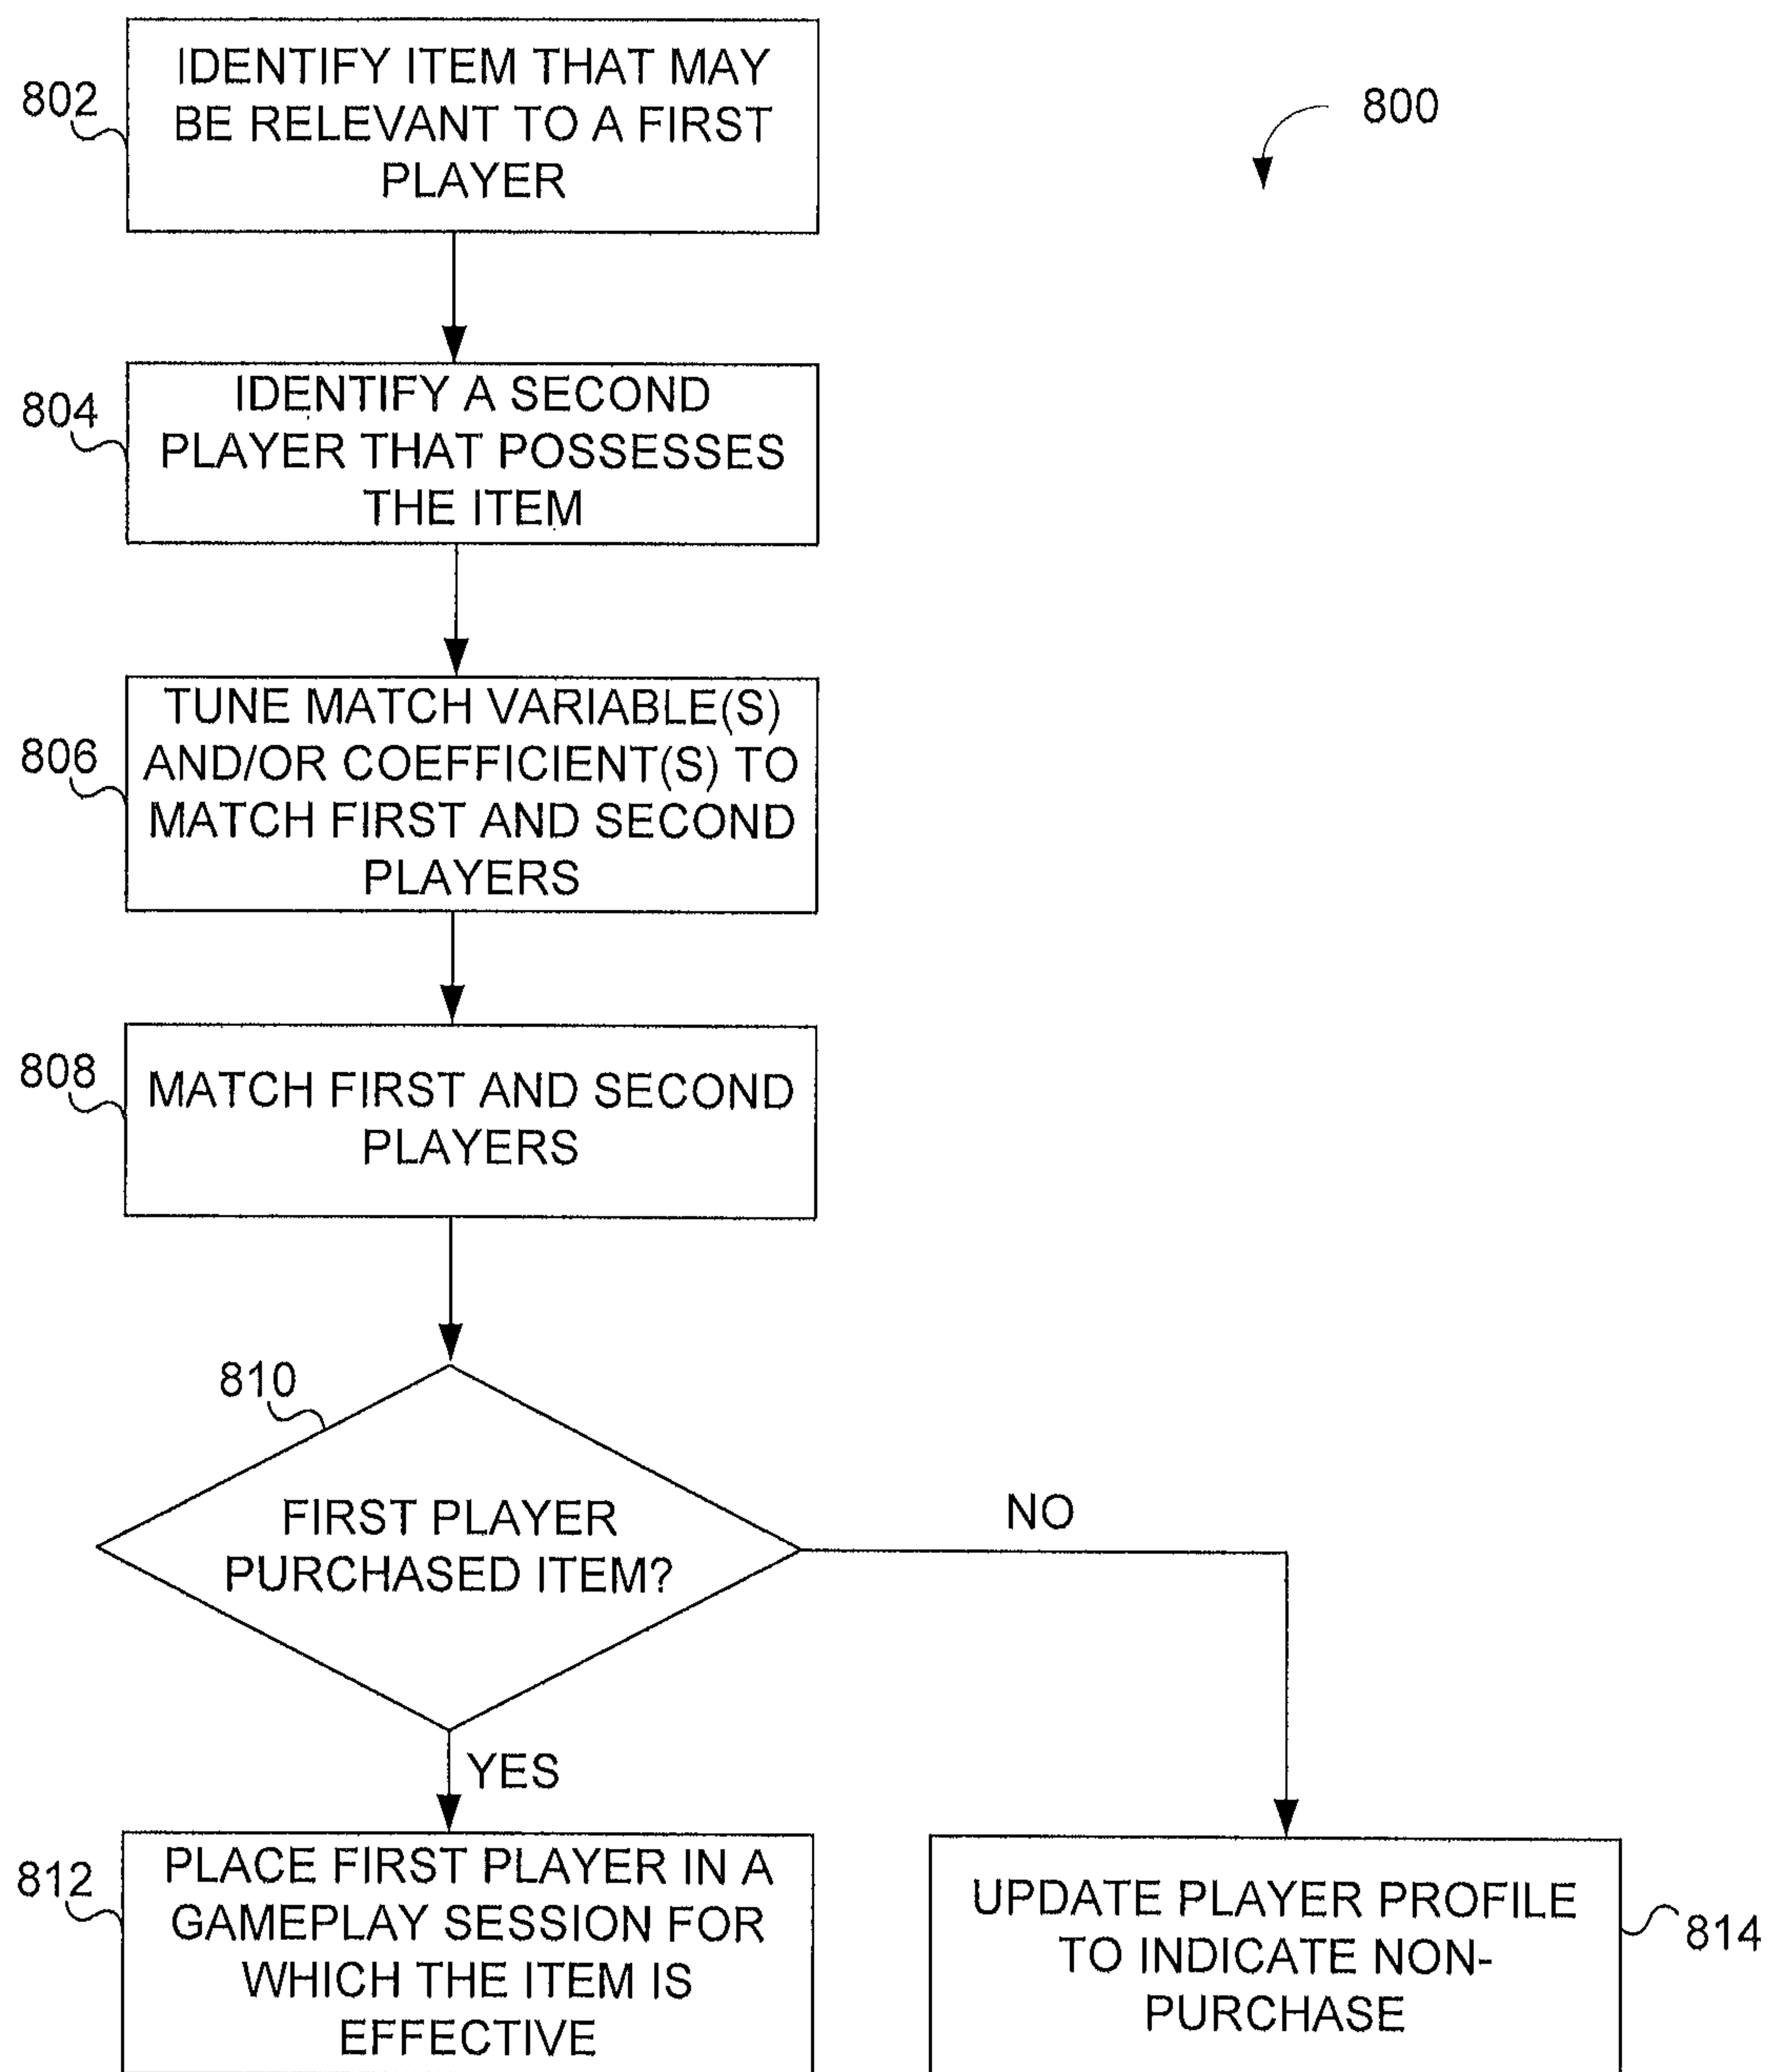 802
IDENTIFY ITEM THAT MAY
BE RELEVANT TO A FIRST
PLAYER
800
804
IDENTIFY A SECOND
PLAYER THAT POSSESSES
THE ITEM
806
TUNE MATCH VARIABLE(S)
AND/OR COEFFICIENT(S) TO
MATCH FIRST AND SECOND
PLAYERS
808
MATCH FIRST AND SECOND
PLAYERS
810
FIRST PLAYER
PURCHASED ITEM?
NO
YES
812
PLACE FIRST PLAYER IN A
GAMEPLAY SESSION FOR
WHICH THE ITEM IS
EFFECTIVE
UPDATE PLAYER PROFILE
TO INDICATE NON-
PURCHASE
814